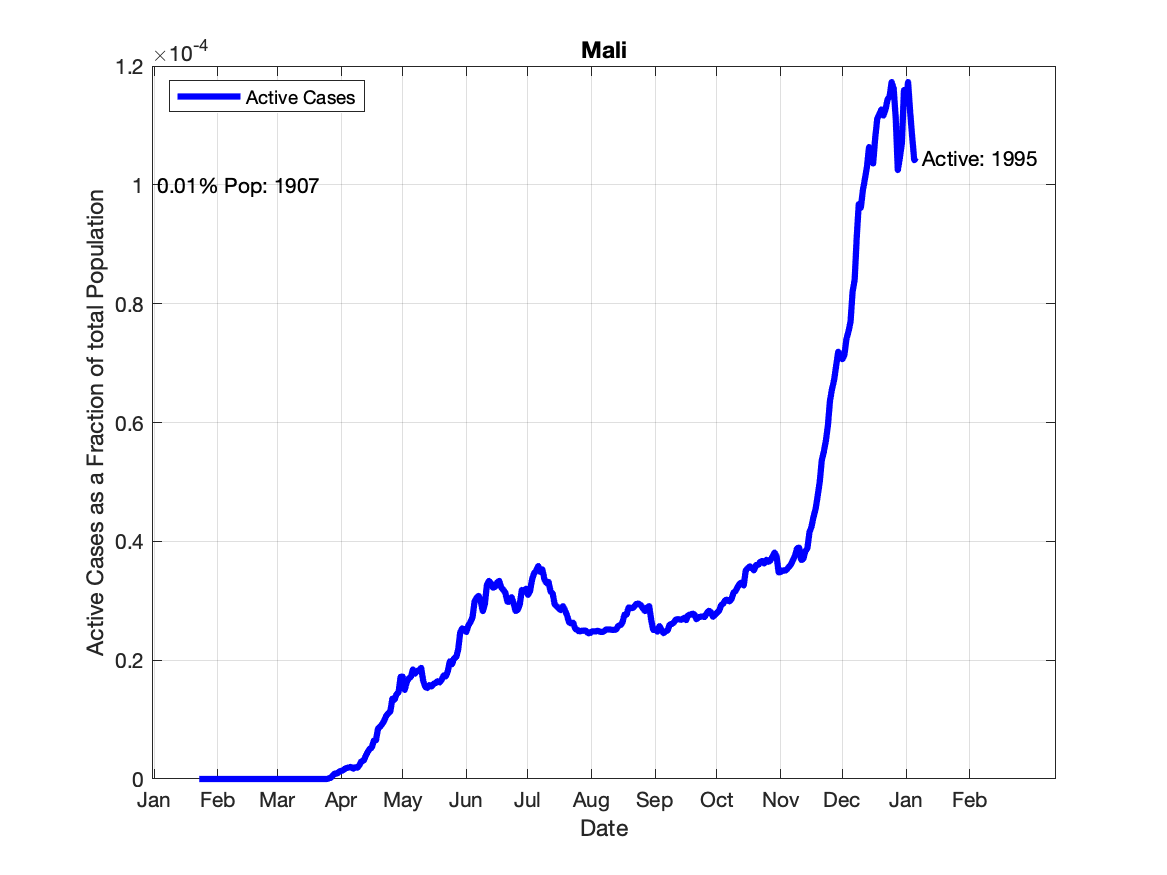 Mali
×10-4
Active Cases
1.2
1
0.8
0.6
0.4
0.2
0
0.01% Pop: 1907
Active: 1995
Active Cases as a Fraction of total Population
Jan Feb Mar Apr May Jun Jul Aug Sep Oct Nov Dec Jan Feb
Date